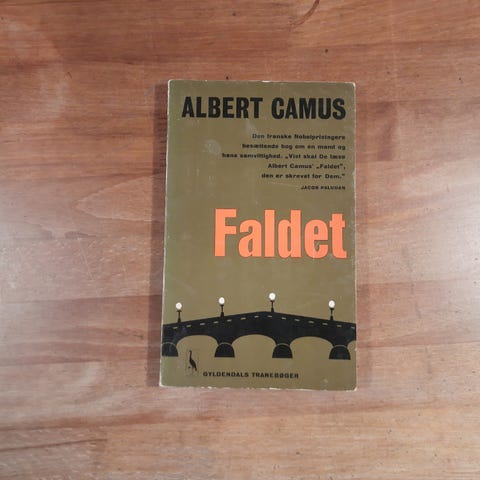 ALBERT CAMUS
Den franske Nobelpristagers
besættende bog om en mand og
hans samvittighed. „Vist skal De læse
Albert Camus' „Faldet",
den er skrevet for Dem."
JACOB PALUDAN
Faldet
GYLDENDALS TRANEBØGER